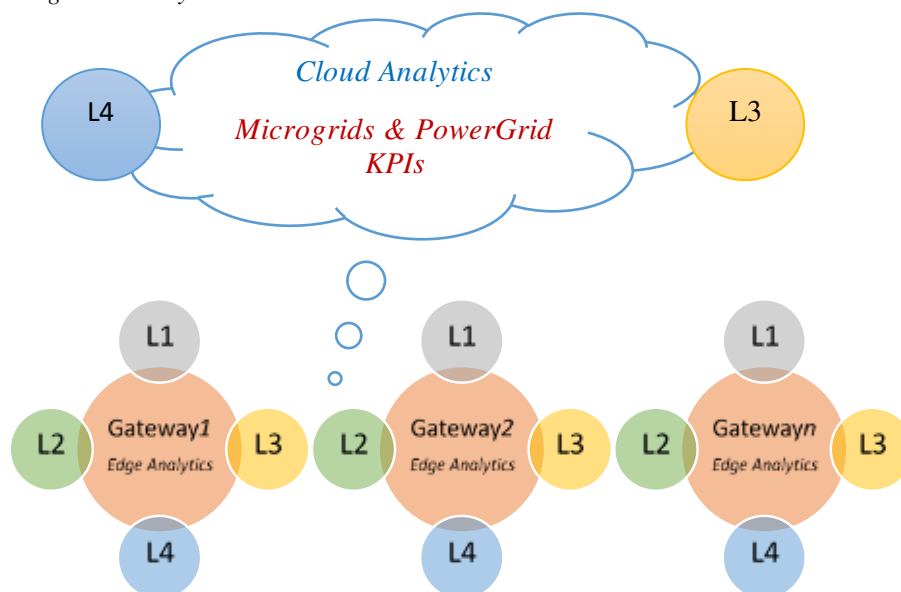 Cloud Analytics
L4
L3
Microgrids & PowerGrid
KPIs
L1
L1
L1
L2
Gateway1
Edge Analytics
L3
L2
Gateway2
Edge Analytics
L3
L2
Gatewayn
Edge Analytics
L3
L4
L4
L4